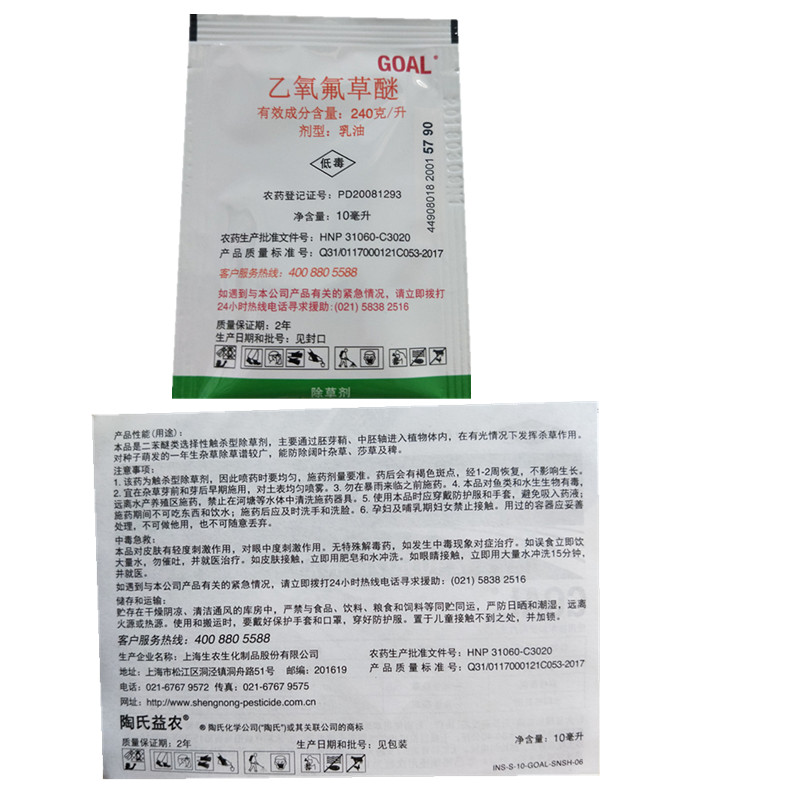 GOAL®
乙氧氟草醚
有效成分含量：240克/升
剂型：乳油
低毒
农药登记证号：PD20081293
净含量：10毫升
44908018 2001 57 90
农药生产批准文件号：HNP 31060-C3020
产品质量标准号：Q31/0117000121C053-2017
客户服务热线：400 880 5588
如遇到与本公司产品有关的紧急情况，请立即拨打
24小时热线电话寻求援助:(021) 5838 2516
质量保证期：2年
生产日期和批号：见封口
除草剂
产品性能(用途)：
本品是二苯醚类选择性触杀型除草剂，主要通过胚芽鞘、中胚轴进入植物体内，在有光情况下发挥杀草作用。
对种子萌发的一年生杂草除草谱较广，能防除阔叶杂草、莎草及稗。
注意事项：
1. 该药为触杀型除草剂，因此喷药时要均匀，施药剂量要准。药后会有褐色斑点，经1-2周恢复，不影响生长。
2. 宜在杂草芽前和芽后早期施用，对土表均匀喷雾。3. 勿在暴雨来临之前施药。4. 本品对鱼类和水生生物有毒，
远离水产养殖区施药，禁止在河塘等水体中清洗施药器具。5. 使用本品时应穿戴防护服和手套，避免吸入药液；
施药期间不可吃东西和饮水；施药后应及时洗手和洗脸。6. 孕妇及哺乳期妇女禁止接触。用过的容器应妥善
处理，不可做他用，也不可随意丢弃。
中毒急救：
本品对皮肤有轻度刺激作用，对眼中度刺激作用。无特殊解毒药，如发生中毒现象对症治疗。如误食立即饮
大量水，勿催吐，并就医治疗。如皮肤接触，立即用肥皂和水冲洗。如眼睛接触，立即用大量水冲洗15分钟，
并就医。
如遇到与本公司产品有关的紧急情况，请立即拨打24小时热线电话寻求援助：(021) 5838 2516
储存和运输：
贮存在干燥阴凉、清洁通风的库房中，严禁与食品、饮料、粮食和饲料等同贮同运，严防日晒和潮湿，远离
火源或热源。使用和搬运时，要戴好保护手套和口罩，穿好防护服。置于儿童接触不到之处，并加锁。
客户服务热线：400 880 5588
生产企业名称：上海生农生化制品股份有限公司 农药生产批准文件号：HNP 31060-C3020
地址：上海市松江区洞泾镇洞舟路51号 邮编：201619 产品质量标准号：Q31/0117000121C053-2017
电话：021-6767 9572 传真：021-6767 9575
网址：http://www.shengnong-pesticide.com.cn
陶氏益农® ®陶氏化学公司("陶氏")或其关联公司的商标
质量保证期：2年 生产日期和批号：见包装 净含量：10毫升
INS-S-10-GOAL-SNSH-06